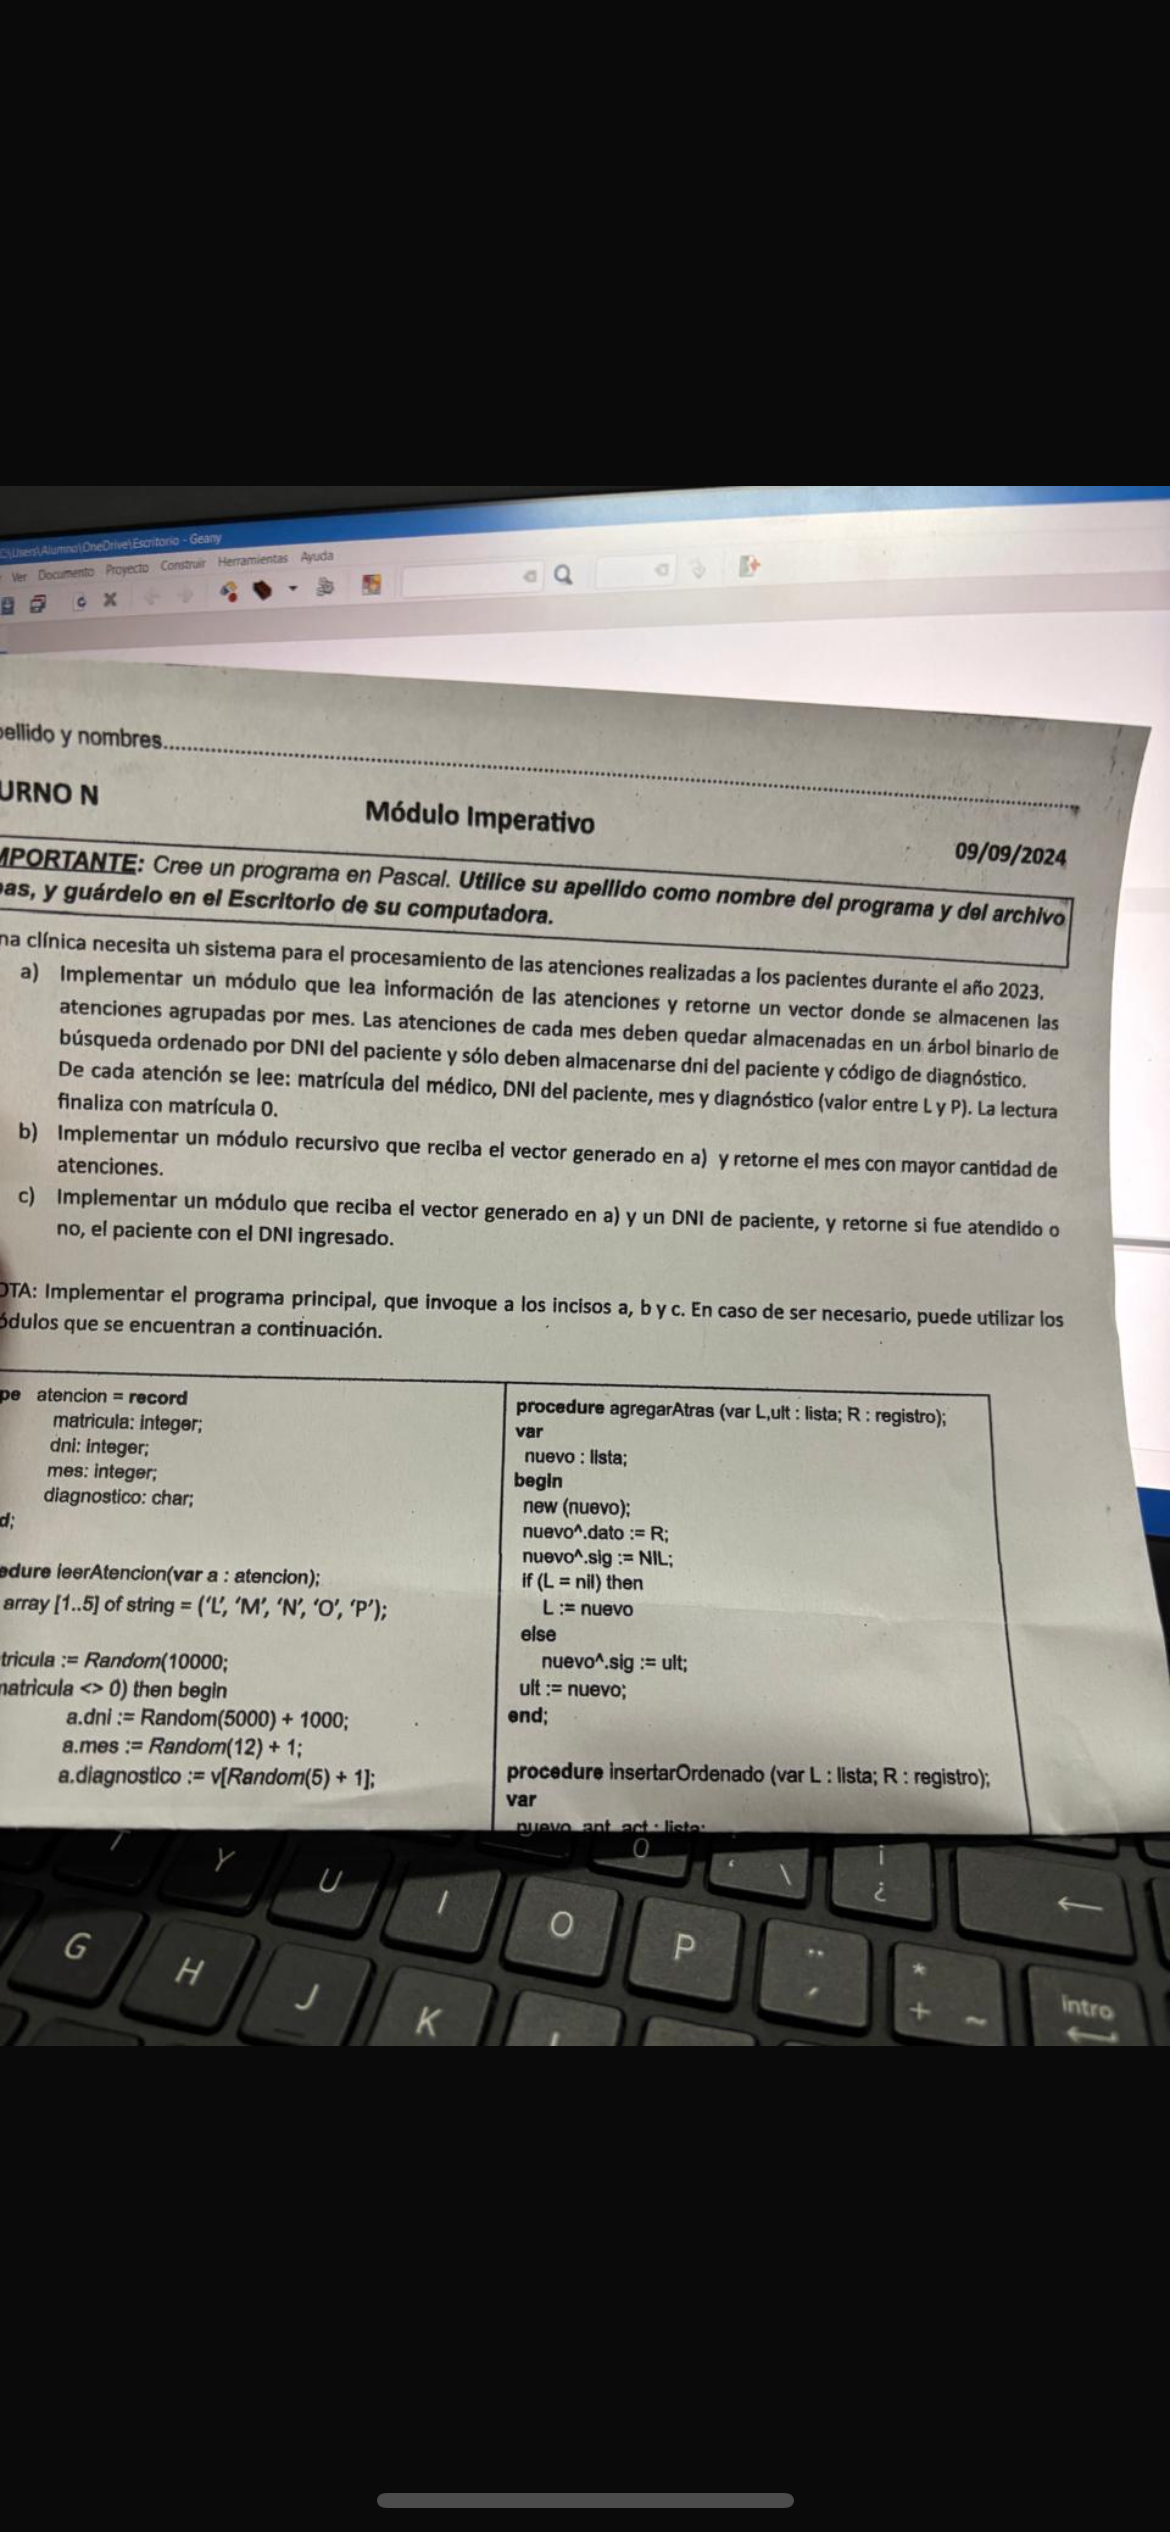 C:\Users\Alumno\OneDrive\Escritorio - Geany
Ver Documento Proyecto Construir Herramientas Ayuda
pellido y nombres
URNO N
Módulo Imperativo
09/09/2024
MPORTANTE: Cree un programa en Pascal. Utilice su apellido como nombre del programa y del archivo
pas, y guárdelo en el Escritorio de su computadora.
na clínica necesita un sistema para el procesamiento de las atenciones realizadas a los pacientes durante el año 2023.
a) Implementar un módulo que lea información de las atenciones y retorne un vector donde se almacenen las
atenciones agrupadas por mes. Las atenciones de cada mes deben quedar almacenadas en un árbol binario de
búsqueda ordenado por DNI del paciente y sólo deben almacenarse dni del paciente y código de diagnóstico.
De cada atención se lee: matrícula del médico, DNI del paciente, mes y diagnóstico (valor entre L y P). La lectura
finaliza con matrícula 0.
b) Implementar un módulo recursivo que reciba el vector generado en a) y retorne el mes con mayor cantidad de
atenciones.
c) Implementar un módulo que reciba el vector generado en a) y un DNI de paciente, y retorne si fue atendido o
no, el paciente con el DNI ingresado.
OTA: Implementar el programa principal, que invoque a los incisos a, b y c. En caso de ser necesario, puede utilizar los
ódulos que se encuentran a continuación.
pe atencion = record
matricula: integer;
dni: integer;
mes: integer;
diagnostico: char;
d;
edure leerAtencion(var a : atencion);
array [1..5] of string = ('L', 'M', 'N', 'O', 'P');
tricula := Random(10000;
matricula <> 0) then begin
a.dni := Random(5000) + 1000;
a.mes := Random(12) + 1;
a.diagnostico := v[Random(5) + 1];
procedure agregarAtras (var L,ult : lista; R : registro);
var
nuevo : lista;
begin
new (nuevo);
nuevo^.dato := R;
nuevo^.sig := NIL;
if (L = nil) then
L := nuevo
else
nuevo^.sig := ult;
ult := nuevo;
end;
procedure insertarOrdenado (var L : lista; R : registro);
var
nuevo, ant, act : lista;
T Y U I O P
G H J K
intro